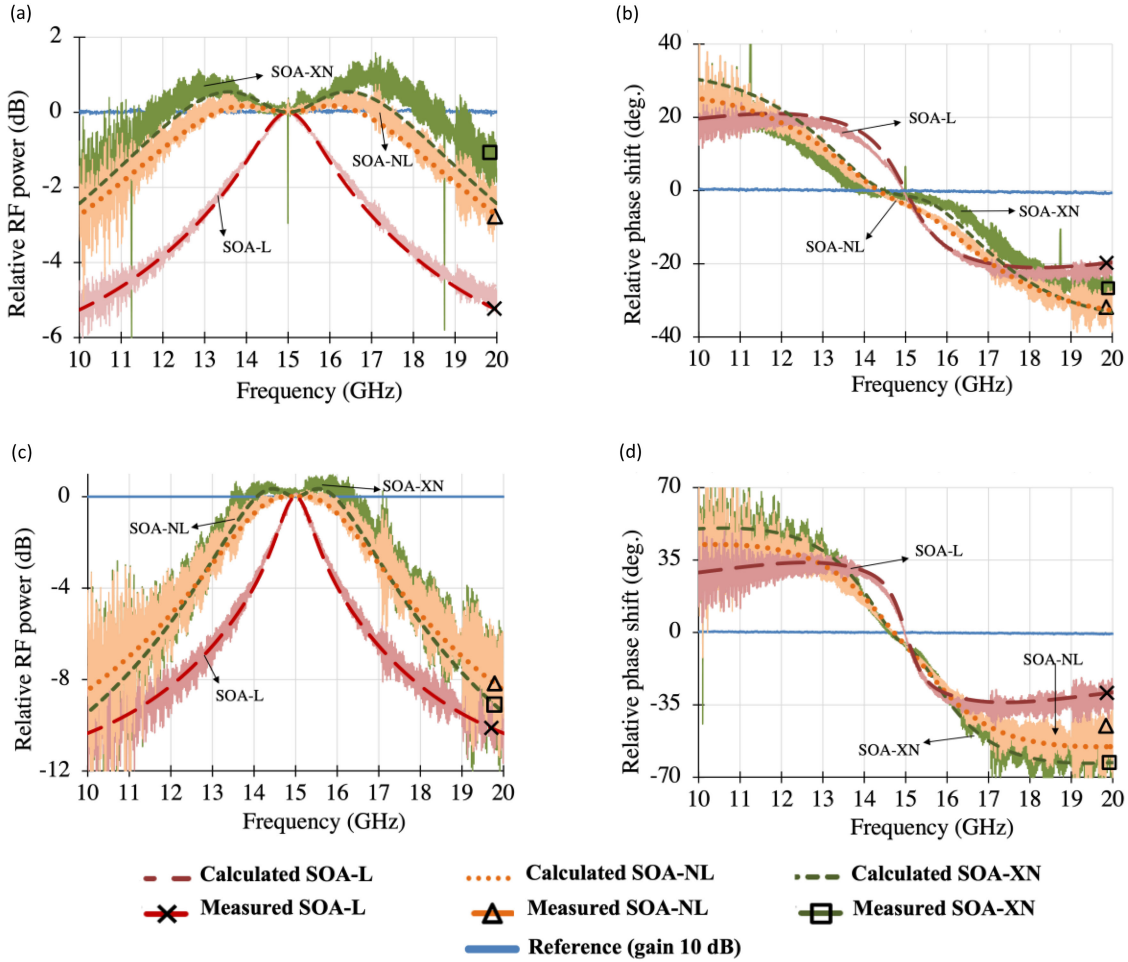 (a)
(b)
2
0
-2
-4
-6
Relative RF power (dB)
SOA-XN
SOA-NL
SOA-L
10 11 12 13 14 15 16 17 18 19 20
Frequency (GHz)
40
20
0
-20
-40
Relative phase shift (deg.)
SOA-L
SOA-XN
SOA-NL
10 11 12 13 14 15 16 17 18 19 20
Frequency (GHz)
(c)
(d)
0
-4
-8
-12
Relative RF power (dB)
SOA-XN
SOA-NL
SOA-L
10 11 12 13 14 15 16 17 18 19 20
Frequency (GHz)
70
35
0
-35
-70
Relative phase shift (deg.)
SOA-L
SOA-NL
SOA-XN
10 11 12 13 14 15 16 17 18 19 20
Frequency (GHz)
Calculated SOA-L
Calculated SOA-NL
Calculated SOA-XN
Measured SOA-L
Measured SOA-NL
Measured SOA-XN
Reference (gain 10 dB)